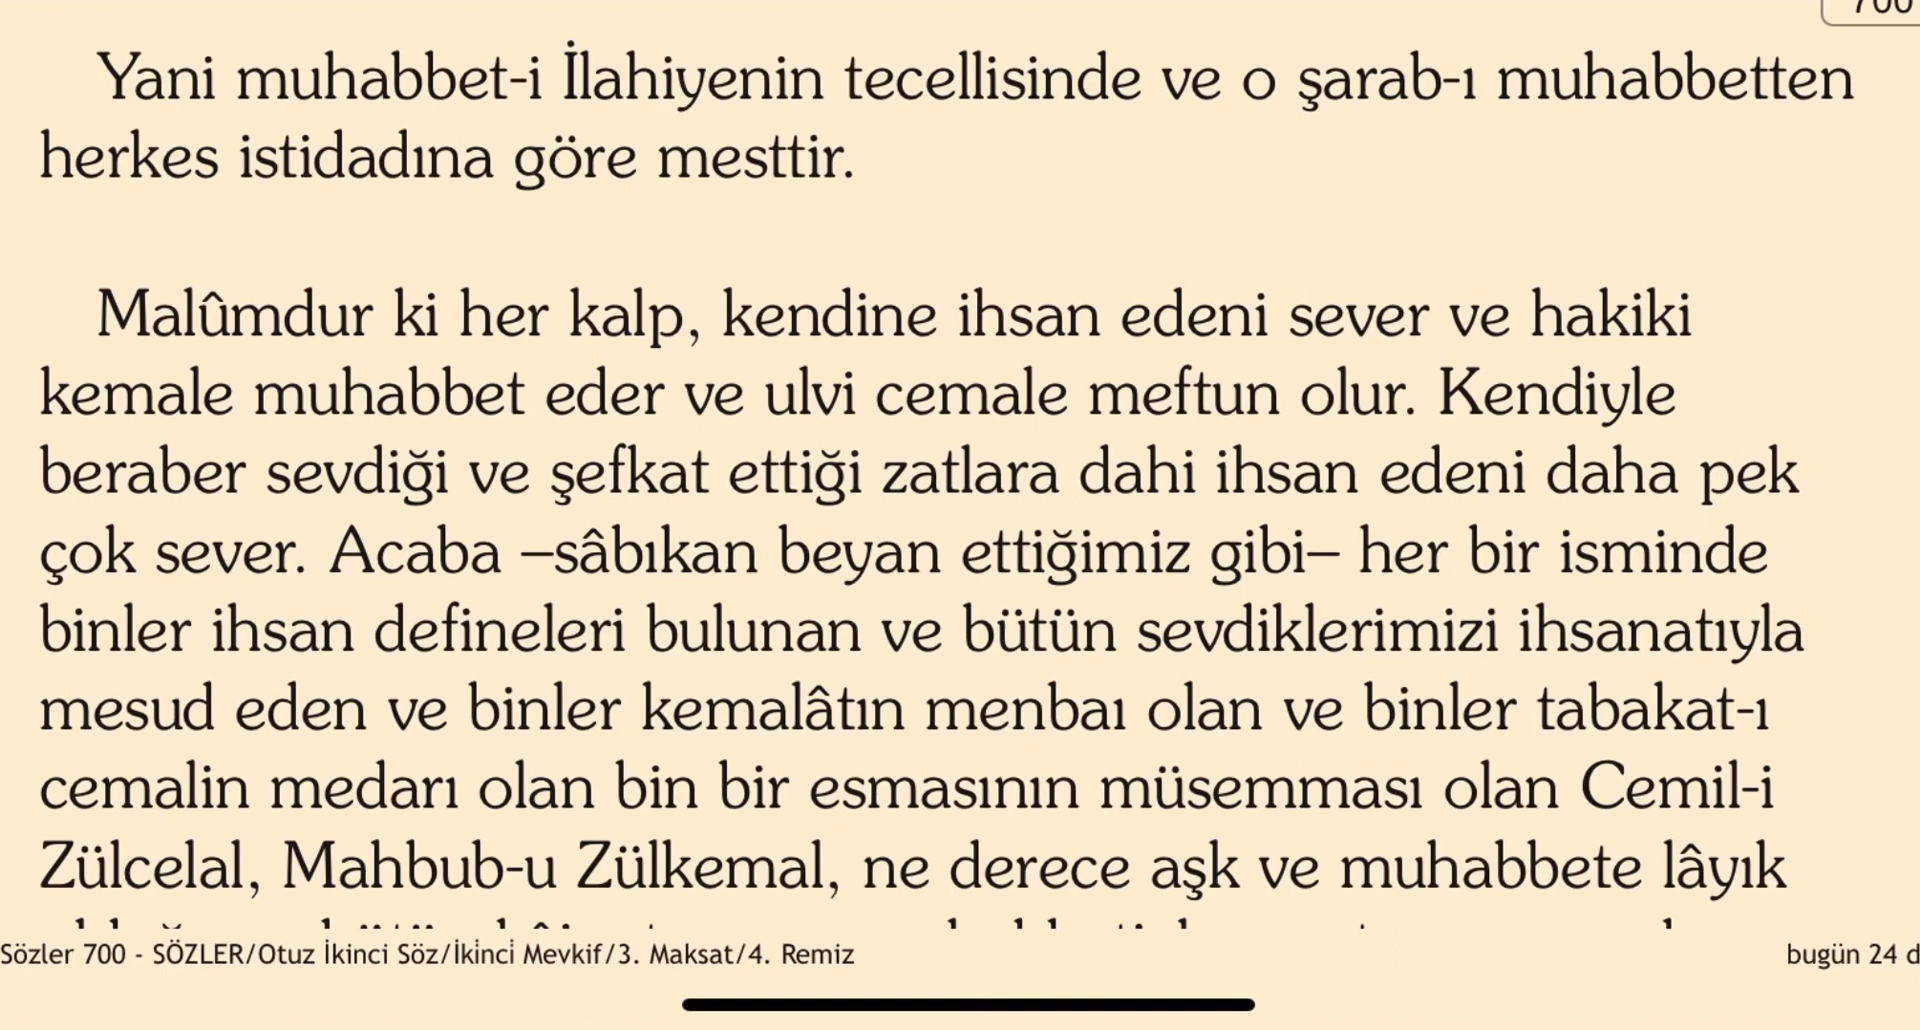 700
Yani muhabbet-i İlahiyenin tecellisinde ve o şarab-ı muhabbetten
herkes istidadına göre mesttir.
Malûmdur ki her kalp, kendine ihsan edeni sever ve hakiki
kemale muhabbet eder ve ulvi cemale meftun olur. Kendiyle
beraber sevdiği ve şefkat ettiği zatlara dahi ihsan edeni daha pek
çok sever. Acaba –sâbıkan beyan ettiğimiz gibi– her bir isminde
binler ihsan defineleri bulunan ve bütün sevdiklerimizi ihsanatıyla
mesud eden ve binler kemalâtın menbaı olan ve binler tabakat-ı
cemalin medarı olan bin bir esmasının müsemması olan Cemil-i
Zülcelal, Mahbub-u Zülkemal, ne derece aşk ve muhabbete lâyık
Sözler 700 - SÖZLER/Otuz İkinci Söz/İkinci Mevkif/3. Maksat/4. Remiz
bugün 24 d